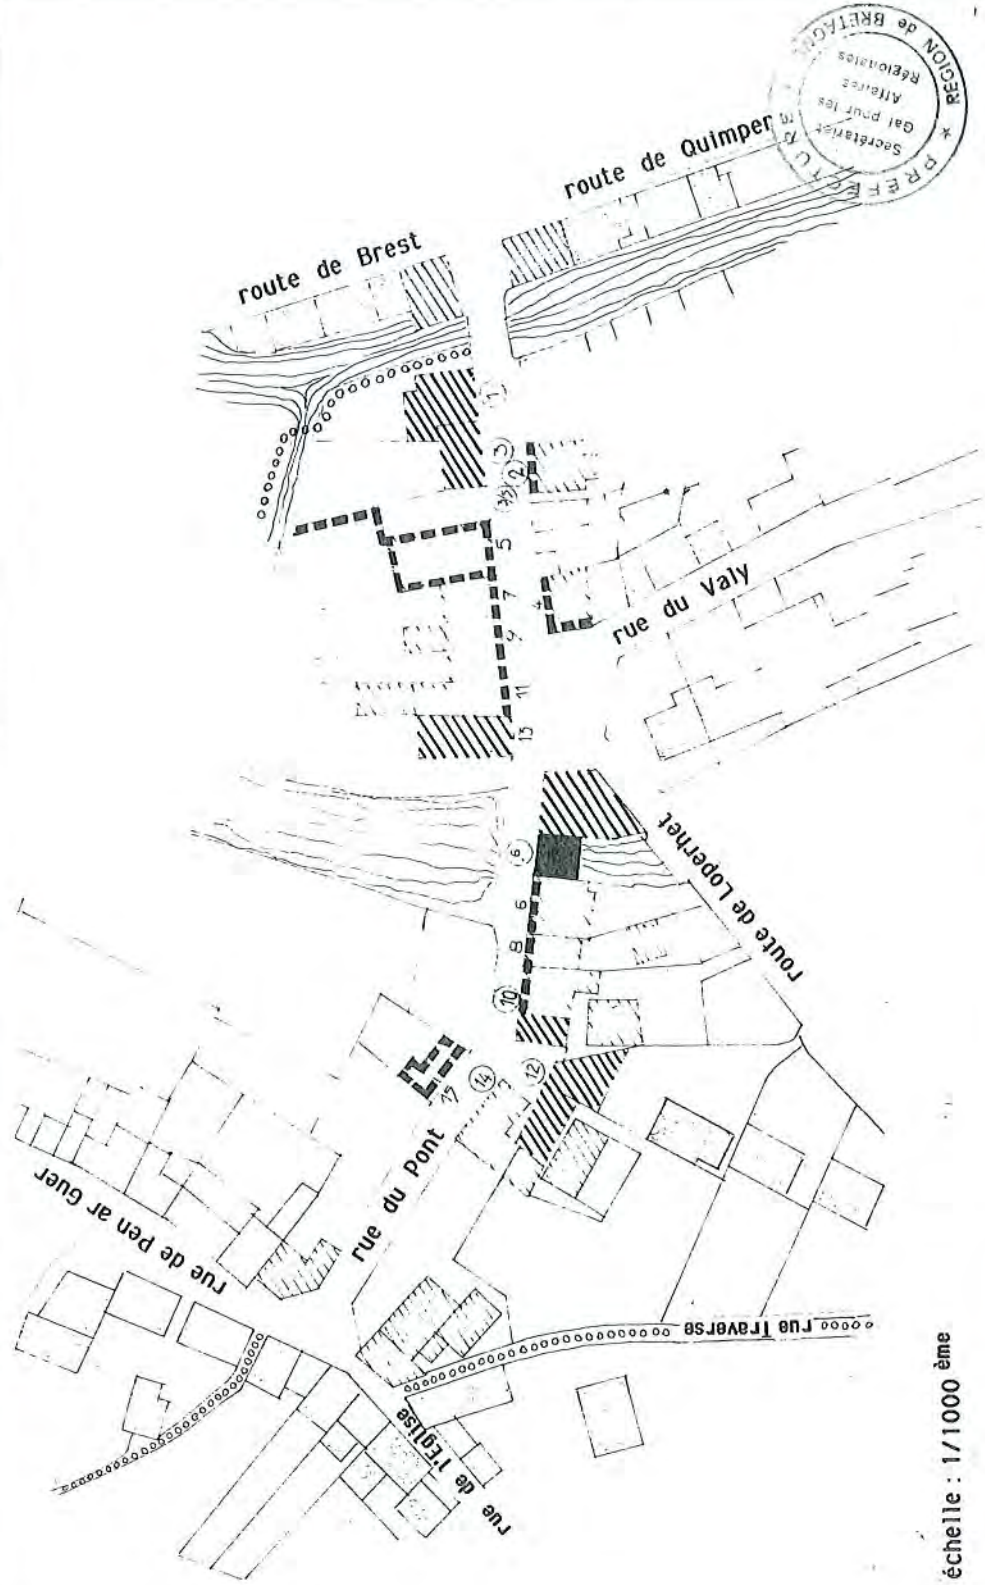 PREFECTURE
REGION de BRETAGNE
Secrétariat
Gal pour les
Affaires
Régionales
route de Quimper
route de Brest
1
3
2
5
7
4
9
11
13
rue du Valy
6
6
8
10
route de Loperhet
12
14
rue du Pont
rue de Pen ar Guer
rue Traverse
rue de l'Eglise
échelle : 1/1000 ème